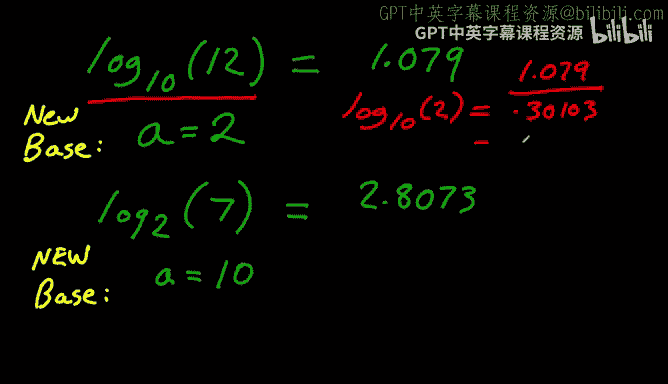 GPT中英字幕课程资源@bilibili.com
GPT中英字幕课程资源 bilibili
log10(12) = 1.079
1.079
log10(2) = .30103
=
New
Base: a = 2
log2(7) = 2.8073
NEW
Base: a = 10